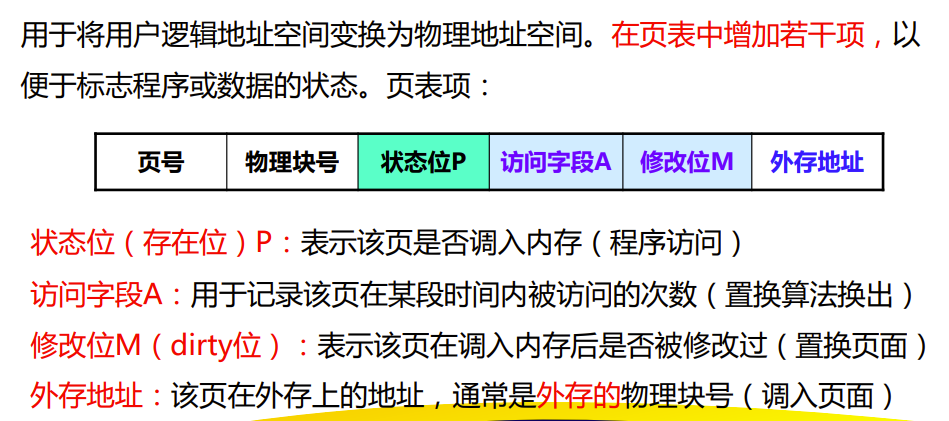 用于将用户逻辑地址空间变换为物理地址空间。在页表中增加若干项，以
便于标志程序或数据的状态。页表项：
页号 物理块号 状态位P 访问字段A 修改位M 外存地址
状态位（存在位）P：表示该页是否调入内存（程序访问）
访问字段A：用于记录该页在某段时间内被访问的次数（置换算法换出）
修改位M（dirty位）：表示该页在调入内存后是否被修改过（置换页面）
外存地址：该页在外存上的地址，通常是外存的物理块号（调入页面）